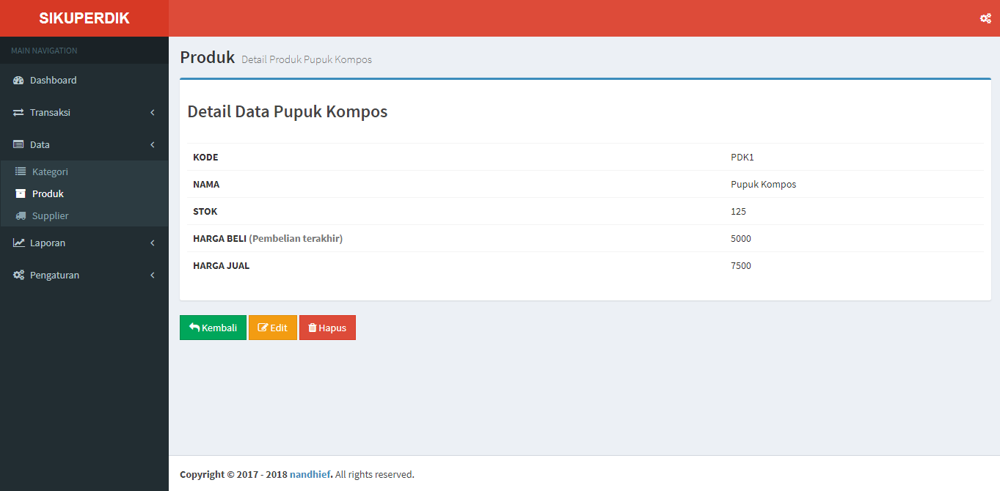 SIKUPERDIK
MAIN NAVIGATION
Dashboard
Transaksi
Data
Kategori
Produk
Supplier
Laporan
Pengaturan
Produk Detail Produk Pupuk Kompos
Detail Data Pupuk Kompos
KODE PDK1
NAMA Pupuk Kompos
STOK 125
HARGA BELI (Pembelian terakhir) 5000
HARGA JUAL 7500
Kembali Edit Hapus
Copyright © 2017 - 2018 nandhief. All rights reserved.